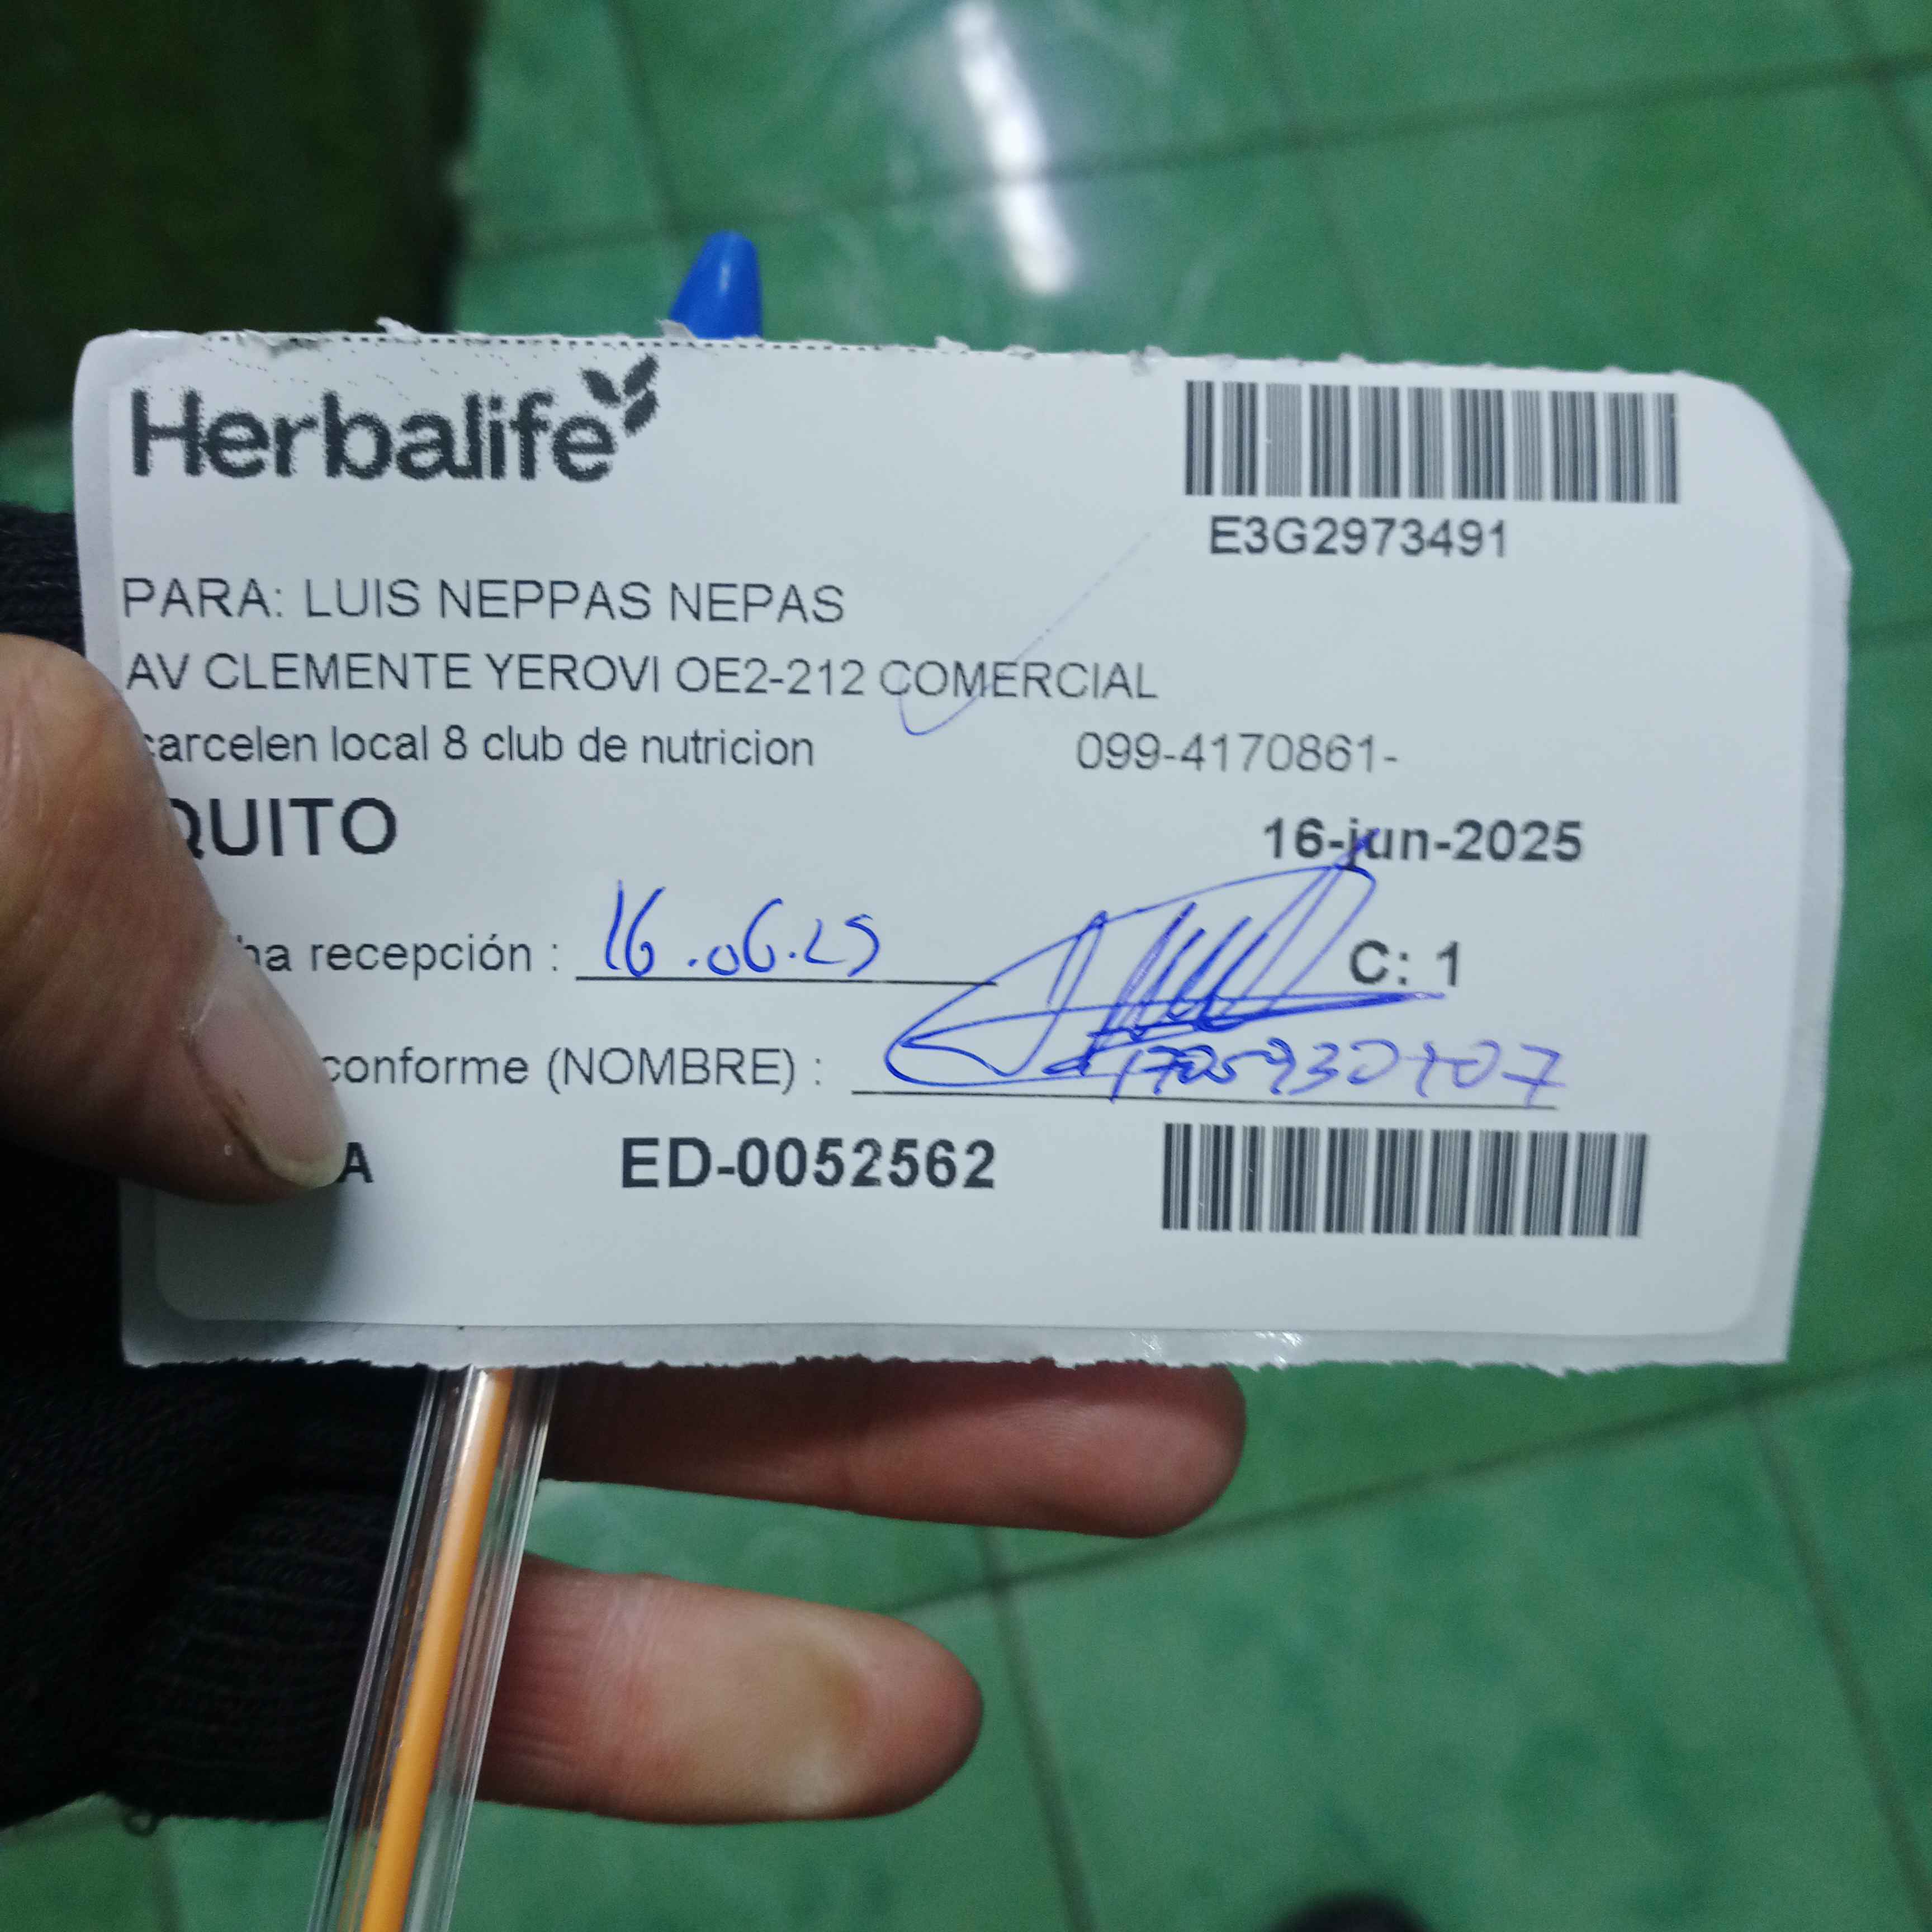 Herbalife
E3G2973491
PARA: LUIS NEPPAS NEPAS
AV CLEMENTE YEROVI OE2-212 COMERCIAL
carcelen local 8 club de nutricion 099-4170861-
QUITO 16-jun-2025
ha recepción : 16.06.25 C: 1
conforme (NOMBRE) :
A ED-0052562